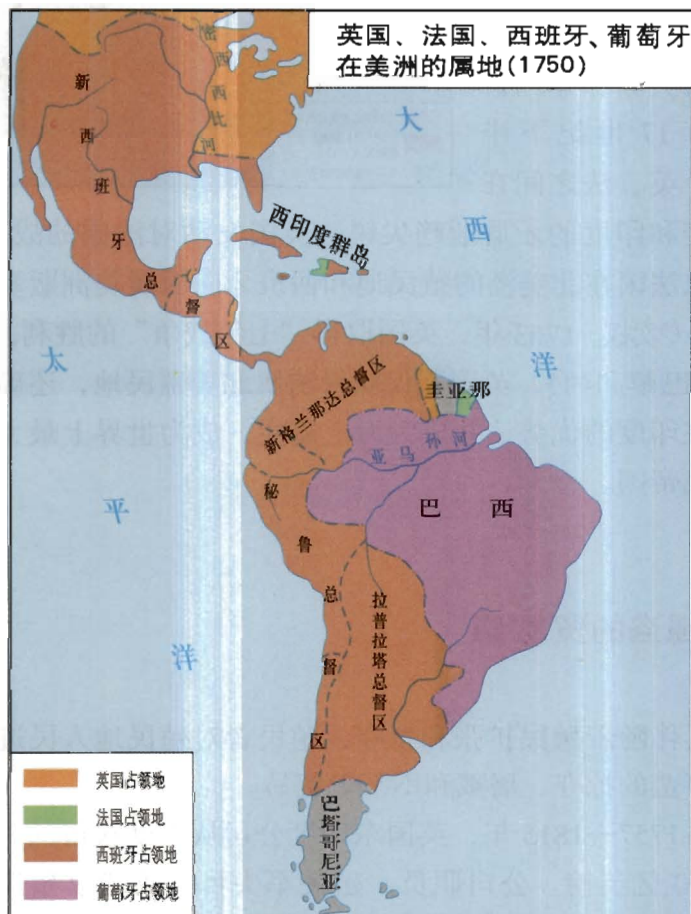 英国、法国、西班牙、葡萄牙
在美洲的属地(1750)
密西西比河
新西班牙总督区
大西洋
西印度群岛
太平洋
圭亚那
新格兰那达总督区
亚马孙河
巴西
秘鲁总督区
拉普拉塔总督区
巴塔哥尼亚
英国占领地
法国占领地
西班牙占领地
葡萄牙占领地